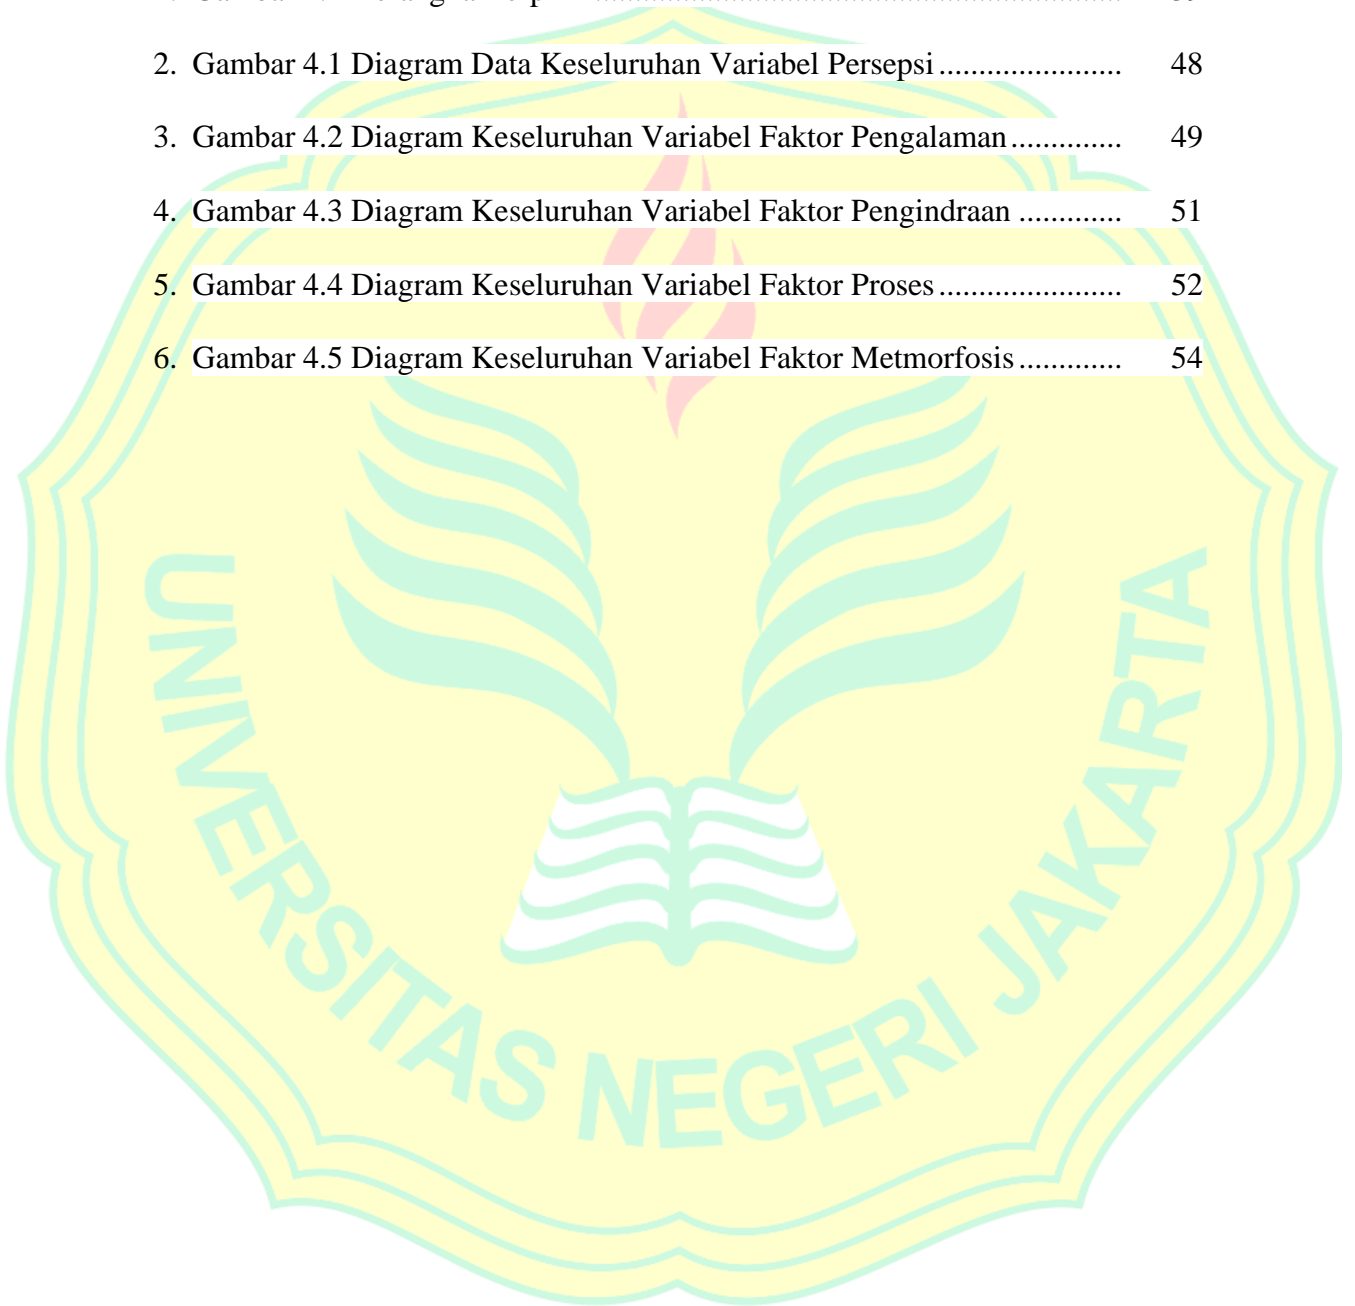 2. Gambar 4.1 Diagram Data Keseluruhan Variabel Persepsi ...................... 48
3. Gambar 4.2 Diagram Keseluruhan Variabel Faktor Pengalaman ............. 49
4. Gambar 4.3 Diagram Keseluruhan Variabel Faktor Pengindraan ............. 51
5. Gambar 4.4 Diagram Keseluruhan Variabel Faktor Proses ...................... 52
6. Gambar 4.5 Diagram Keseluruhan Variabel Faktor Metmorfosis ............. 54
UNIVERSITAS NEGERI JAKARTA